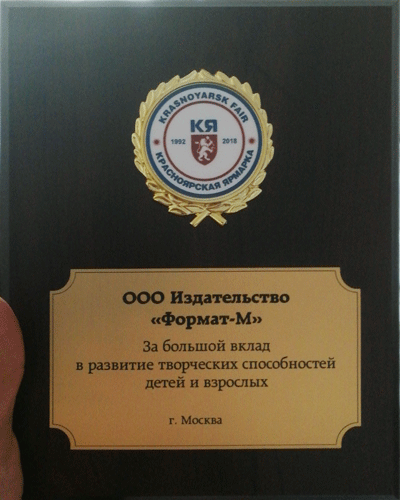 KRASNOYARSK FAIR
КЯ
1992 2018
КРАСНОЯРСКАЯ ЯРМАРКА
ООО Издательство
«Формат-М»
За большой вклад
в развитие творческих способностей
детей и взрослых
г. Москва